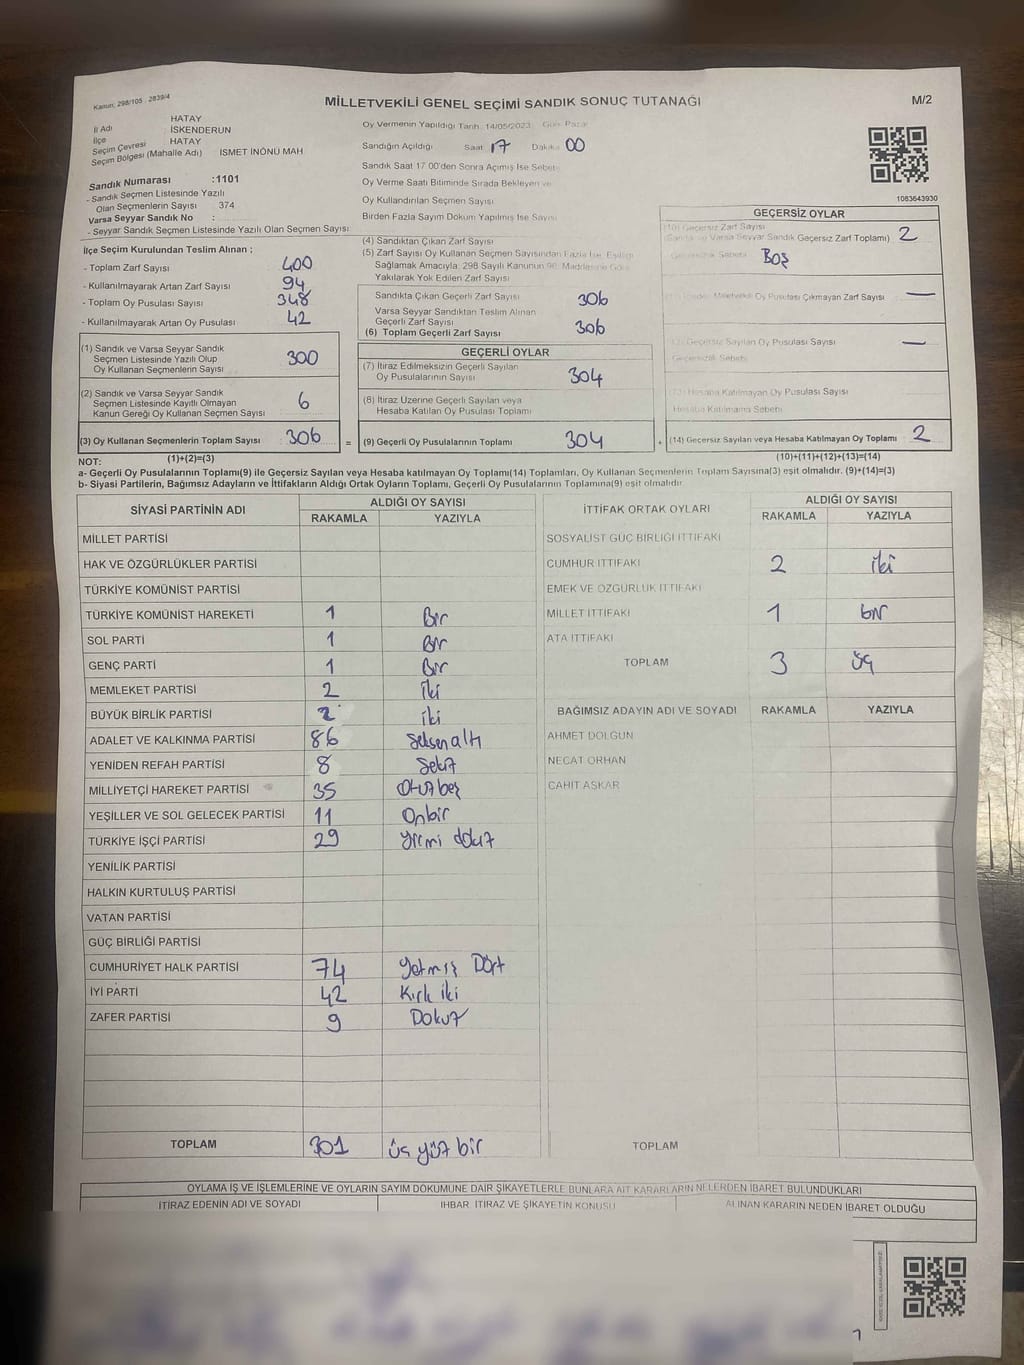 Kanun; 298/105 , 2839/4
MİLLETVEKİLİ GENEL SEÇİMİ SANDIK SONUÇ TUTANAĞI
M/2
İl Adı HATAY
İlçe İSKENDERUN
Seçim Çevresi HATAY
Seçim Bölgesi (Mahalle Adı) İSMET İNÖNÜ MAH
Sandık Numarası :1101
- Sandık Seçmen Listesinde Yazılı
Olan Seçmenlerin Sayısı 374
Varsa Seyyar Sandık No :
- Seyyar Sandık Seçmen Listesinde Yazılı Olan Seçmen Sayısı
Oy Vermenin Yapıldığı Tarih: 14/05/2023 Gün: Pazar
Sandığın Açıldığı Saat 17 Dakika 00
Sandık Saat 17:00'den Sonra Açımış İse Sebebi
Oy Verme Saati Bitiminde Sırada Bekleyen ve
Oy Kullandırılan Seçmen Sayısı
Birden Fazla Sayım Döküm Yapılmış İse Sayısı
1083643930
İlçe Seçim Kurulundan Teslim Alınan ;
- Toplam Zarf Sayısı 400
- Kullanılmayarak Artan Zarf Sayısı 94
- Toplam Oy Pusulası Sayısı 348
- Kullanılmayarak Artan Oy Pusulası 42
(1) Sandık ve Varsa Seyyar Sandık
Seçmen Listesinde Yazılı Olup
Oy Kullanan Seçmenlerin Sayısı 300
(2) Sandık ve Varsa Seyyar Sandık
Seçmen Listesinde Kayıtlı Olmayan
Kanun Gereği Oy Kullanan Seçmen Sayısı 6
(3) Oy Kullanan Seçmenlerin Toplam Sayısı 306 =
(1)+(2)=(3)
(4) Sandıktan Çıkan Zarf Sayısı
(5) Zarf Sayısı Oy Kullanan Seçmen Sayısından Fazla İse, Eşitliği
Sağlamak Amacıyla; 298 Sayılı Kanunun 98. Maddesine Göre
Yakılarak Yok Edilen Zarf Sayısı
Sandıkta Çıkan Geçerli Zarf Sayısı 306
Varsa Seyyar Sandıktan Teslim Alınan
Geçerli Zarf Sayısı
(6) Toplam Geçerli Zarf Sayısı 306
GEÇERLİ OYLAR
(7) İtiraz Edilmeksizin Geçerli Sayılan
Oy Pusulalarının Sayısı 304
(8) İtiraz Üzerine Geçerli Sayılan veya
Hesaba Katılan Oy Pusulası Toplamı
(9) Geçerli Oy Pusulalarının Toplamı 304 +
GEÇERSİZ OYLAR
(10) Geçersiz Zarf Sayısı
(Sandık ve Varsa Seyyar Sandık Geçersiz Zarf Toplamı) 2
Geçersizlik Sebebi Boş
Milletvekili Oy Pusulası Çıkmayan Zarf Sayısı —
Geçersiz Sayılan Oy Pusulası Sayısı —
Geçersizlik Sebebi
Hesaba Katılmayan Oy Pusulası Sayısı
Hesaba Katılmama Sebebi
(14) Geçersiz Sayılan veya Hesaba Katılmayan Oy Toplamı 2
(10)+(11)+(12)+(13)=(14)
NOT:
a- Geçerli Oy Pusulalarının Toplamı(9) ile Geçersiz Sayılan veya Hesaba katılmayan Oy Toplamı(14) Toplamları, Oy Kullanan Seçmenlerin Toplam Sayısına(3) eşit olmalıdır. (9)+(14)=(3)
b- Siyasi Partilerin, Bağımsız Adayların ve İttifakların Aldığı Ortak Oyların Toplamı, Geçerli Oy Pusulalarının Toplamına(9) eşit olmalıdır.
SİYASİ PARTİNİN ADI ALDIĞI OY SAYISI
RAKAMLA YAZIYLA
MİLLET PARTİSİ
HAK VE ÖZGÜRLÜKLER PARTİSİ
TÜRKİYE KOMÜNİST PARTİSİ
TÜRKİYE KOMÜNİST HAREKETİ 1 Bir
SOL PARTİ 1 Bir
GENÇ PARTİ 1 Bir
MEMLEKET PARTİSİ 2 İki
BÜYÜK BİRLİK PARTİSİ 2 iki
ADALET VE KALKINMA PARTİSİ 86 Seksen altı
YENİDEN REFAH PARTİSİ 8 Sekiz
MİLLİYETÇİ HAREKET PARTİSİ 35 Otuzbeş
YEŞİLLER VE SOL GELECEK PARTİSİ 11 Onbir
TÜRKİYE İŞÇİ PARTİSİ 29 yirmi dokuz
YENİLİK PARTİSİ
HALKIN KURTULUŞ PARTİSİ
VATAN PARTİSİ
GÜÇ BİRLİĞİ PARTİSİ
CUMHURİYET HALK PARTİSİ 74 Yetmiş Dört
İYİ PARTİ 42 Kırk iki
ZAFER PARTİSİ 9 Dokuz
TOPLAM 301 üç yüz bir
İTTİFAK ORTAK OYLARI ALDIĞI OY SAYISI
RAKAMLA YAZIYLA
SOSYALİST GÜÇ BİRLİĞİ İTTİFAKI
CUMHUR İTTİFAKI 2 iki
EMEK VE ÖZGÜRLÜK İTTİFAKI
MİLLET İTTİFAKI 1 bir
ATA İTTİFAKI
TOPLAM 3 üç
BAĞIMSIZ ADAYIN ADI VE SOYADI RAKAMLA YAZIYLA
AHMET DOLGUN
NECAT ORHAN
CAHİT AŞKAR
TOPLAM
OYLAMA İŞ VE İŞLEMLERİNE VE OYLARIN SAYIM DÖKÜMÜNE DAİR ŞİKAYETLERLE BUNLARA AİT KARARLARIN NELERDEN İBARET BULUNDUKLARI
İTİRAZ EDENİN ADI VE SOYADI İHBAR, İTİRAZ VE ŞİKAYETİN KONUSU ALINAN KARARIN NEDEN İBARET OLDUĞU